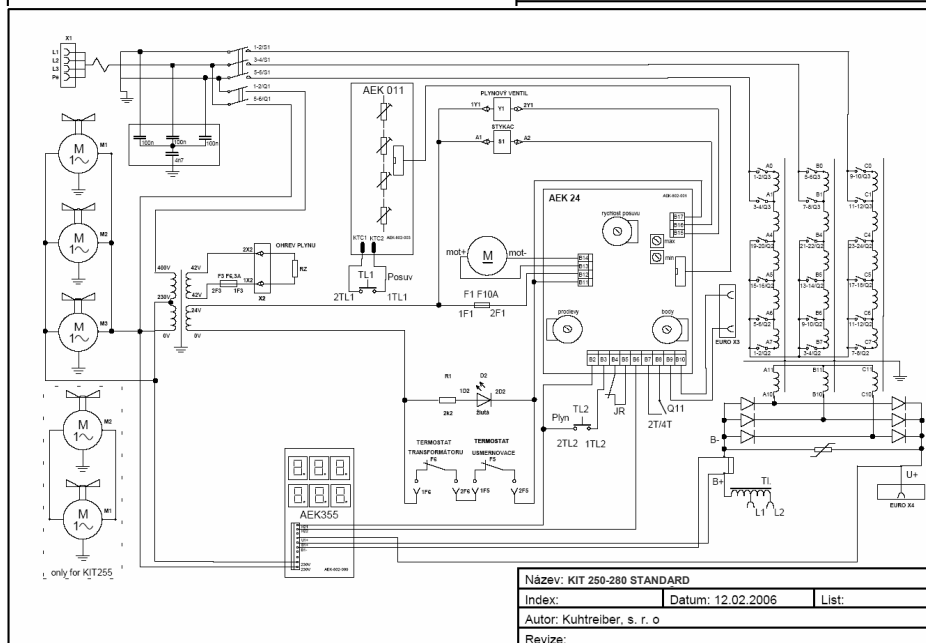 X1
L1
L2
L3
Pe
1-2/S1
3-4/S1
5-6/S1
1-2/Q1
5-6/Q1
100n
100n
100n
4n7
M
1~
M1
M
1~
M2
M
1~
M3
M
1~
M2
M
1~
M1
only for KIT255
400V
230V
0V
42V
42V
24V
0V
F3 F6,3A
2F3
1F3
2X2
1X2
X2
OHREV PLYNU
RZ
AEK 011
KTC1
KTC2
AEK-802-003
TL1
Posuv
2TL1
1TL1
PLYNOVÝ VENTIL
1Y1
Y1
2Y1
STYKAC
A1
S1
A2
mot+
M
mot-
F1 F10A
1F1
2F1
AEK 24
rychlost posuvu
B17
B16
B15
max
min
B14
B13
B12
B11
prodlevy
body
B2
B3
B4
B5
B6
B7
B8
B9
B10
EURO X3
R1
2k2
1D2
D2
2D2
žlutá
Plyn
TL2
2TL2
1TL2
JR
2T/4T
Q11
TERMOSTAT
TRANSFORMÁTORU
F6
1F6
2F6
TERMOSTAT
USMERNOVACE
F5
1F5
2F5
AEK355
230V
230V
A0
1-2/Q3
A1
3-4/Q3
A4
19-20/Q2
A5
15-16/Q2
A6
5-6/Q2
A7
1-2/Q2
A11
A10
B0
5-6/Q3
B1
7-8/Q3
B4
21-22/Q2
B5
13-14/Q2
B6
9-10/Q2
B7
3-4/Q2
B11
B10
C0
9-10/Q3
C1
11-12/Q3
C4
23-24/Q2
C5
C6
11-12/Q2
C7
7-8/Q2
C11
C10
B-
B+
Tl.
L1
L2
U+
EURO X4
Název: KIT 250-280 STANDARD
Index:
Datum: 12.02.2006
List:
Autor: Kuhtreiber, s. r. o
Revize: